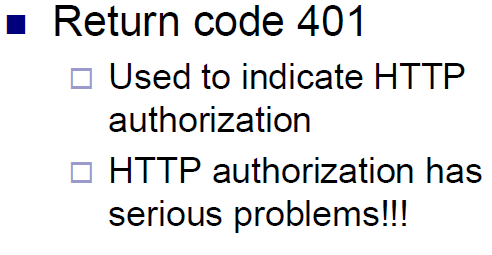 Return code 401
Used to indicate HTTP
authorization
HTTP authorization has
serious problems!!!